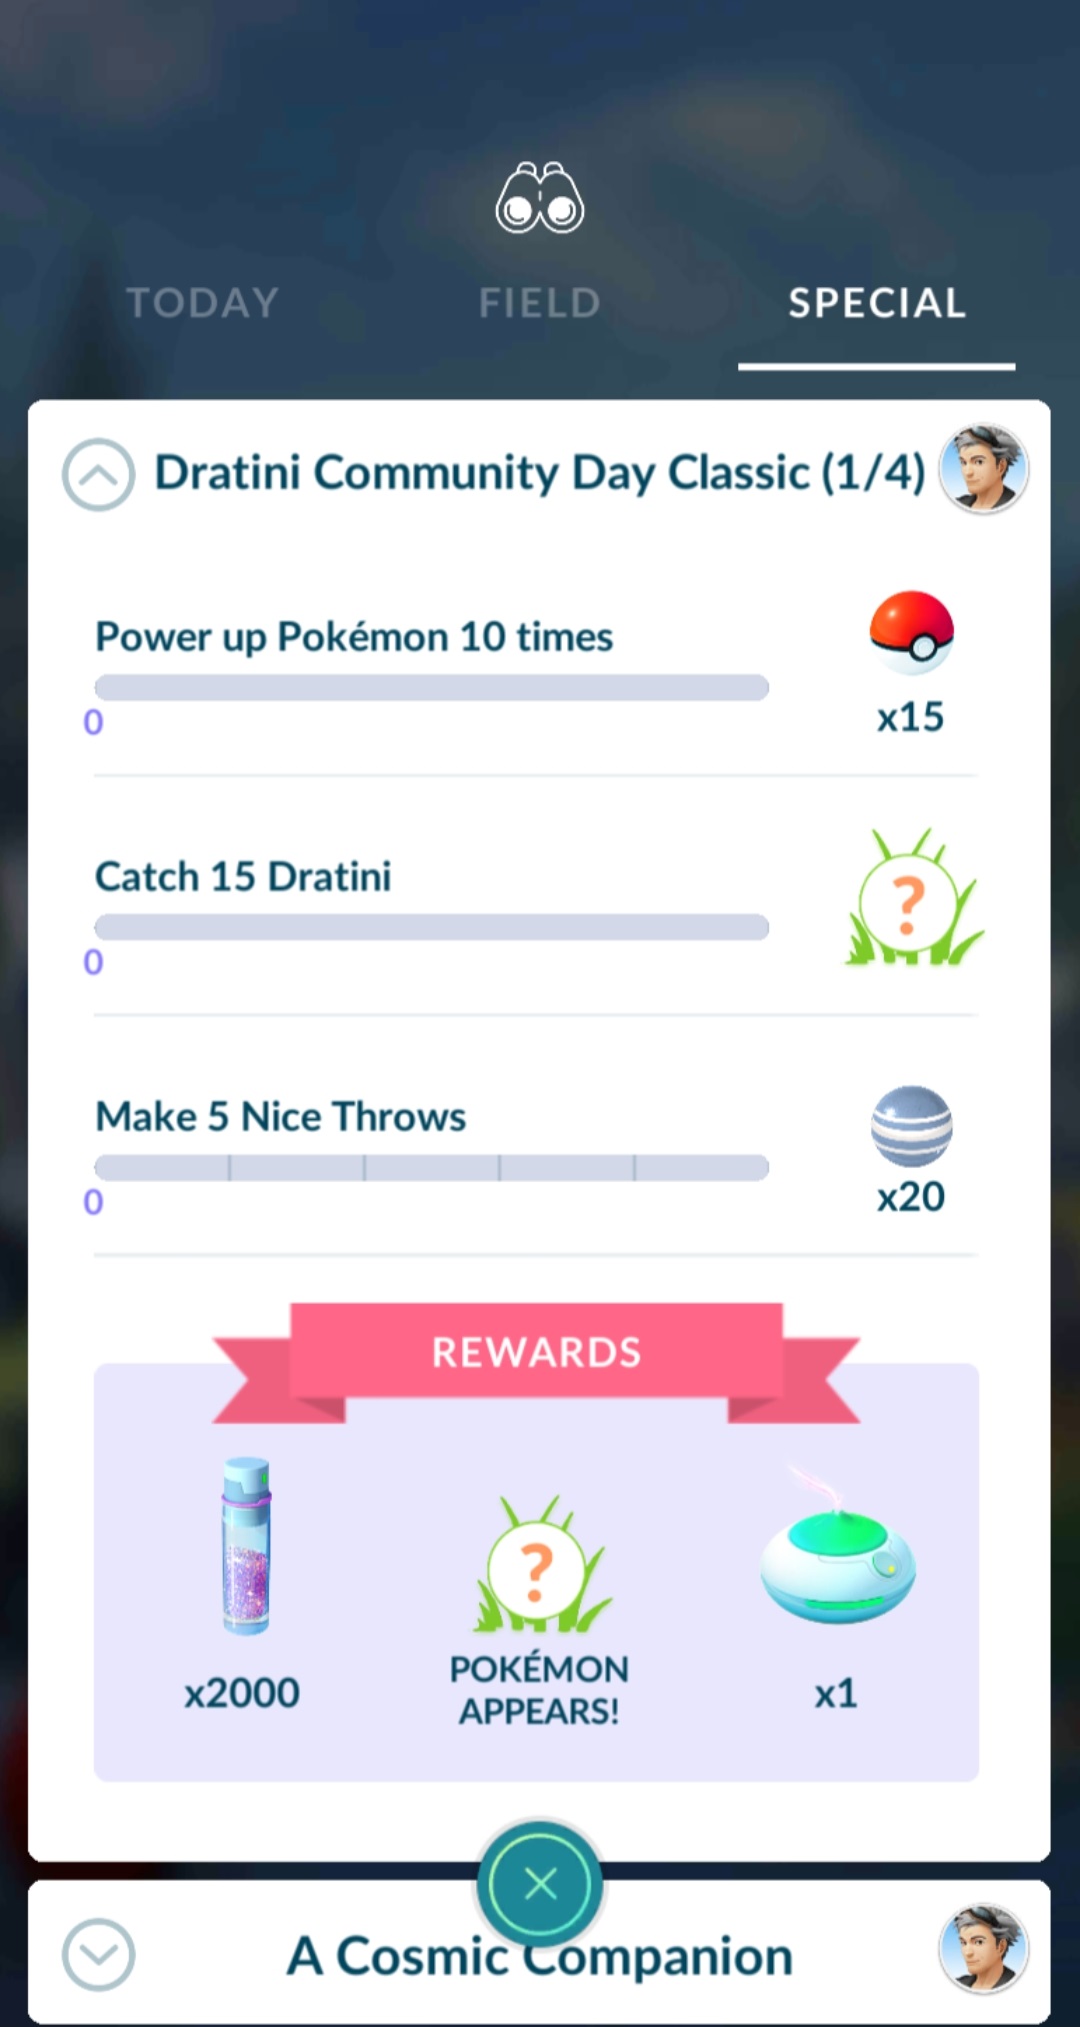 TODAY
FIELD
SPECIAL
Dratini Community Day Classic (1/4)
Power up Pokémon 10 times
0
x15
Catch 15 Dratini
0
?
Make 5 Nice Throws
0
x20
REWARDS
?
x2000
POKÉMON
APPEARS!
x1
A Cosmic Companion